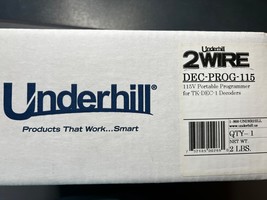 Underhill®
Products That Work...Smart
Underhill
2WIRE
DEC-PROG-115
115V Portable Programmer
for TK-DEC-1 Decoders
QTY- 1
NET WT.
2 LBS.